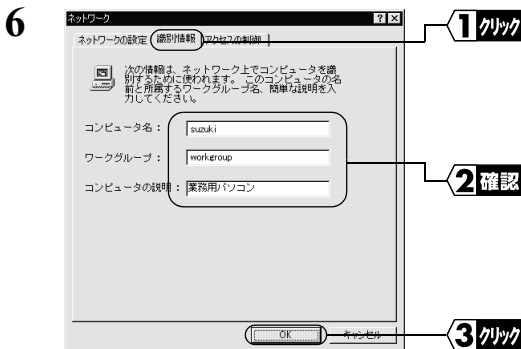 6
ネットワーク
ネットワークの設定 識別情報 アクセスの制御
1 クリック
次の情報は、ネットワーク上でコンピュータを識
別するために使われます。 このコンピュータの名
前と所属するワークグループ名、簡単な説明を入
力してください。
コンピュータ名： suzuki
ワークグループ： workgroup
2 確認
コンピュータの説明： 業務用パソコン
OK キャンセル
3 クリック